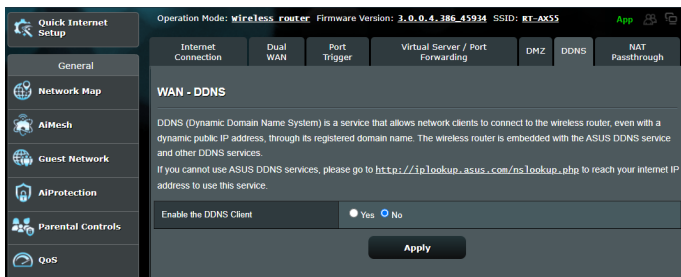 Quick Internet
Setup
Operation Mode: Wireless router Firmware Version: 3.0.0.4.386_45934 SSID: RT-AX55
App
Internet
Connection
Dual
WAN
Port
Trigger
Virtual Server / Port
Forwarding
DMZ
DDNS
NAT
Passthrough
General
Network Map
AiMesh
Guest Network
AiProtection
Parental Controls
QoS
WAN - DDNS
DDNS (Dynamic Domain Name System) is a service that allows network clients to connect to the wireless router, even with a
dynamic public IP address, through its registered domain name. The wireless router is embedded with the ASUS DDNS service
and other DDNS services.
If you cannot use ASUS DDNS services, please go to http://iplookup.asus.com/nslookup.php to reach your internet IP
address to use this service.
Enable the DDNS Client
Yes No
Apply